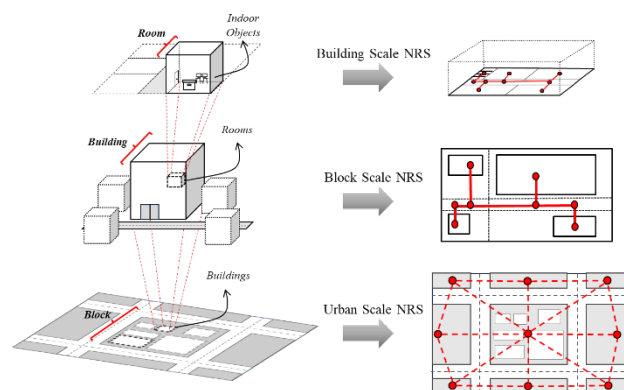 Indoor
Objects
Room
Building Scale NRS
Building
Rooms
Block Scale NRS
Buildings
Block
Urban Scale NRS